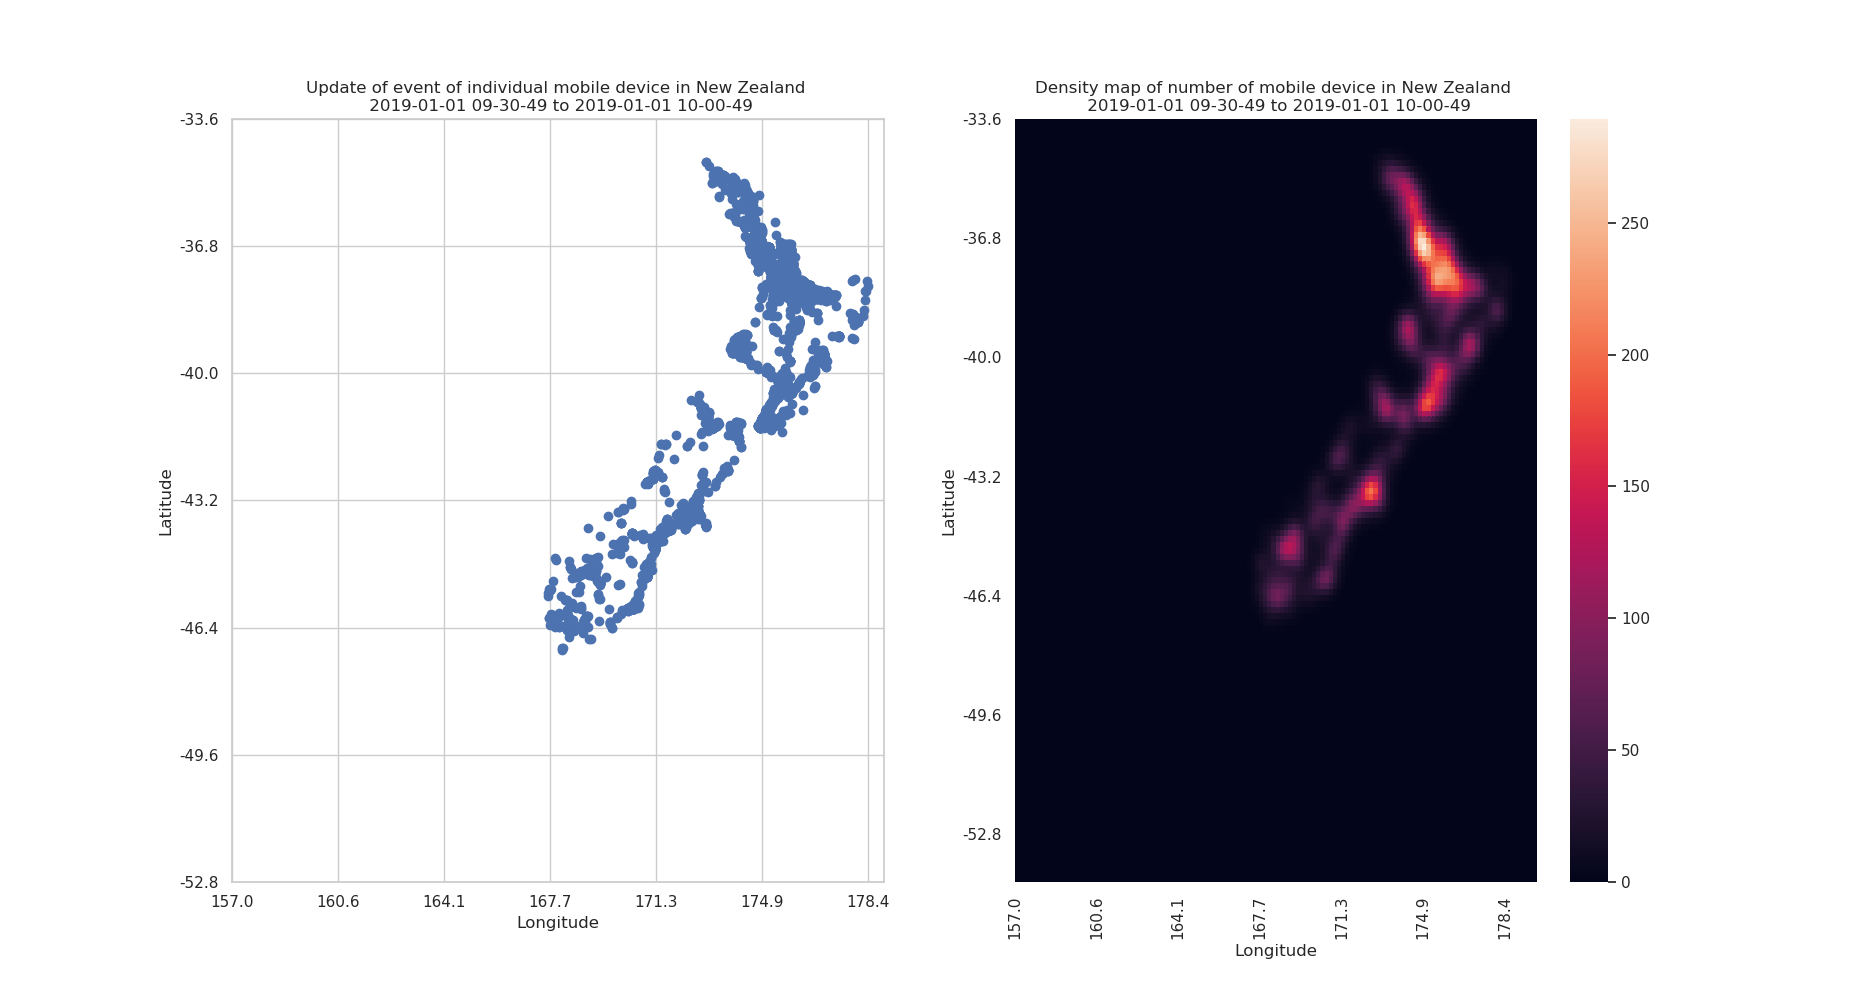 Update of event of individual mobile device in New Zealand
2019-01-01 09-30-49 to 2019-01-01 10-00-49
-33.6
-36.8
-40.0
-43.2
-46.4
-49.6
-52.8
Latitude
157.0 160.6 164.1 167.7 171.3 174.9 178.4
Longitude
Density map of number of mobile device in New Zealand
2019-01-01 09-30-49 to 2019-01-01 10-00-49
-33.6
-36.8
-40.0
-43.2
-46.4
-49.6
-52.8
Latitude
157.0 160.6 164.1 167.7 171.3 174.9 178.4
Longitude
250
200
150
100
50
0